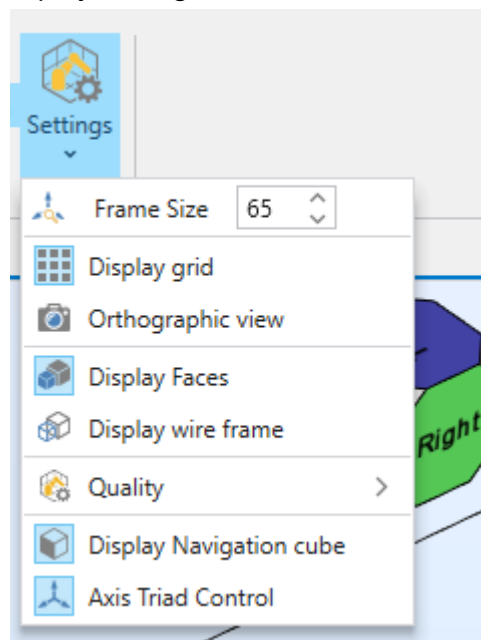 Settings
Frame Size 65
Display grid
Orthographic view
Display Faces
Display wire frame
Quality
Display Navigation cube
Axis Triad Control
Right